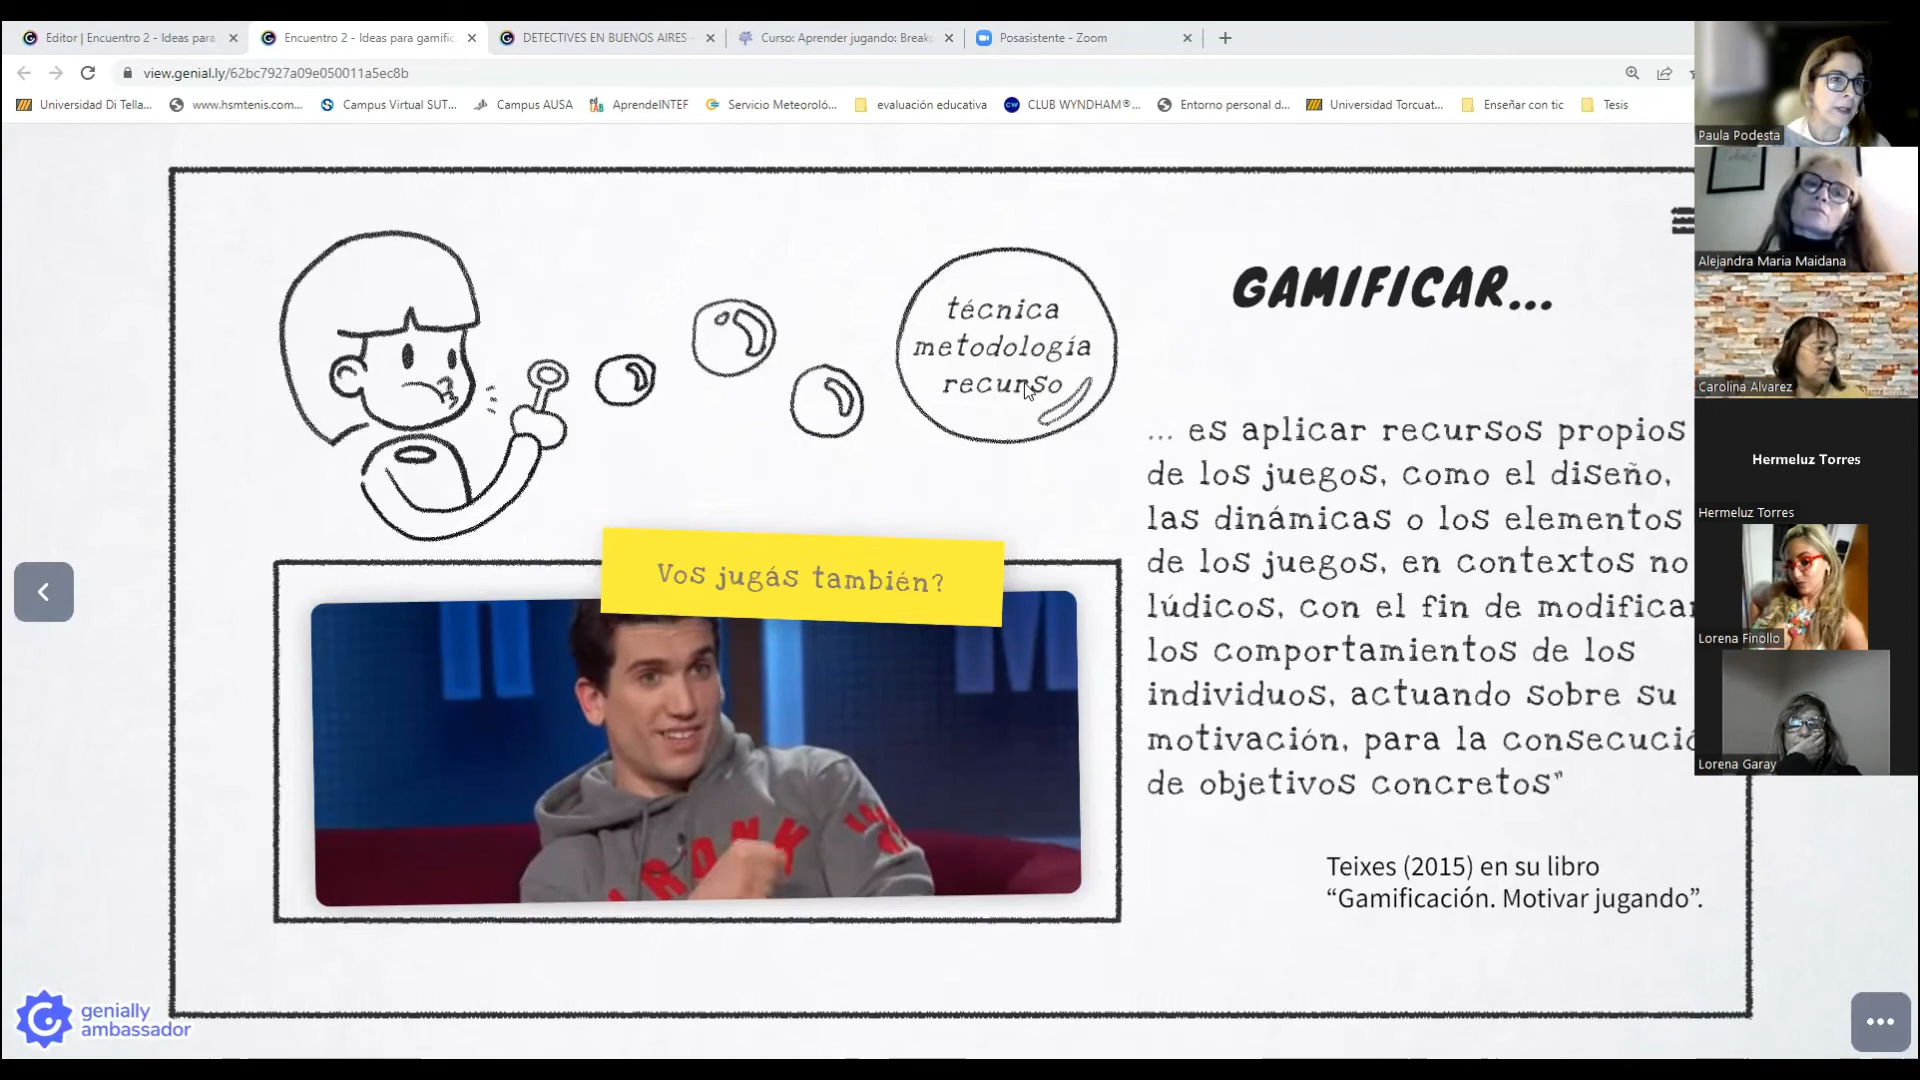 Editor | Encuentro 2 - Ideas para
Encuentro 2 - Ideas para gamific
DETECTIVES EN BUENOS AIRES -
Curso: Aprender jugando: Break
Posasistente - Zoom
view.genial.ly/62bc7927a09e050011a5ec8b
Universidad Di Tella...
www.hsmtenis.com...
Campus Virtual SUT...
Campus AUSA
AprendeINTEF
Servicio Meteoroló...
evaluación educativa
CLUB WYNDHAM®...
Entorno personal d...
Universidad Torcuat...
Enseñar con tic
Tesis
técnica
metodología
recurso
GAMIFICAR...
... es aplicar recursos propios
de los juegos, como el diseño,
las dinámicas o los elementos
de los juegos, en contextos no
lúdicos, con el fin de modificar
los comportamientos de los
individuos, actuando sobre su
motivación, para la consecució
de objetivos concretos"
Teixes (2015) en su libro
“Gamificación. Motivar jugando”.
Vos jugás también?
genially
ambassador
Paula Podesta
Alejandra Maria Maidana
Carolina Alvarez
Hermeluz Torres
Hermeluz Torres
Lorena Finollo
Lorena Garay